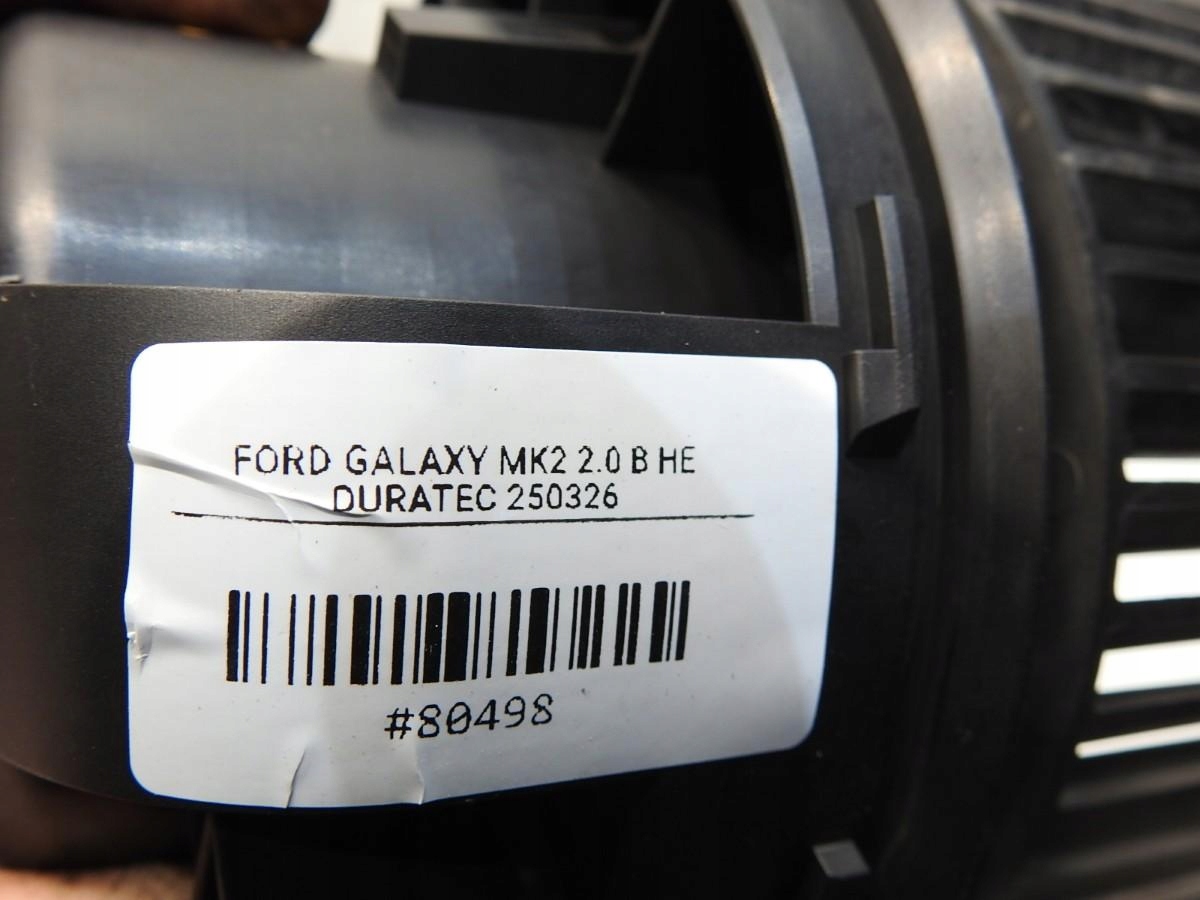 FORD GALAXY MK2 2.0 B HE
DURATEC 250326
#80498